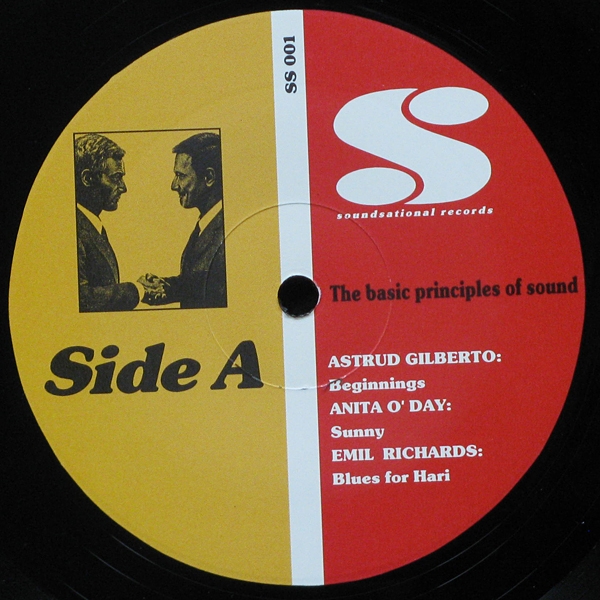 SS 001
soundsational records
The basic principles of sound
Side A
ASTRUD GILBERTO:
Beginnings
ANITA O' DAY:
Sunny
EMIL RICHARDS:
Blues for Hari